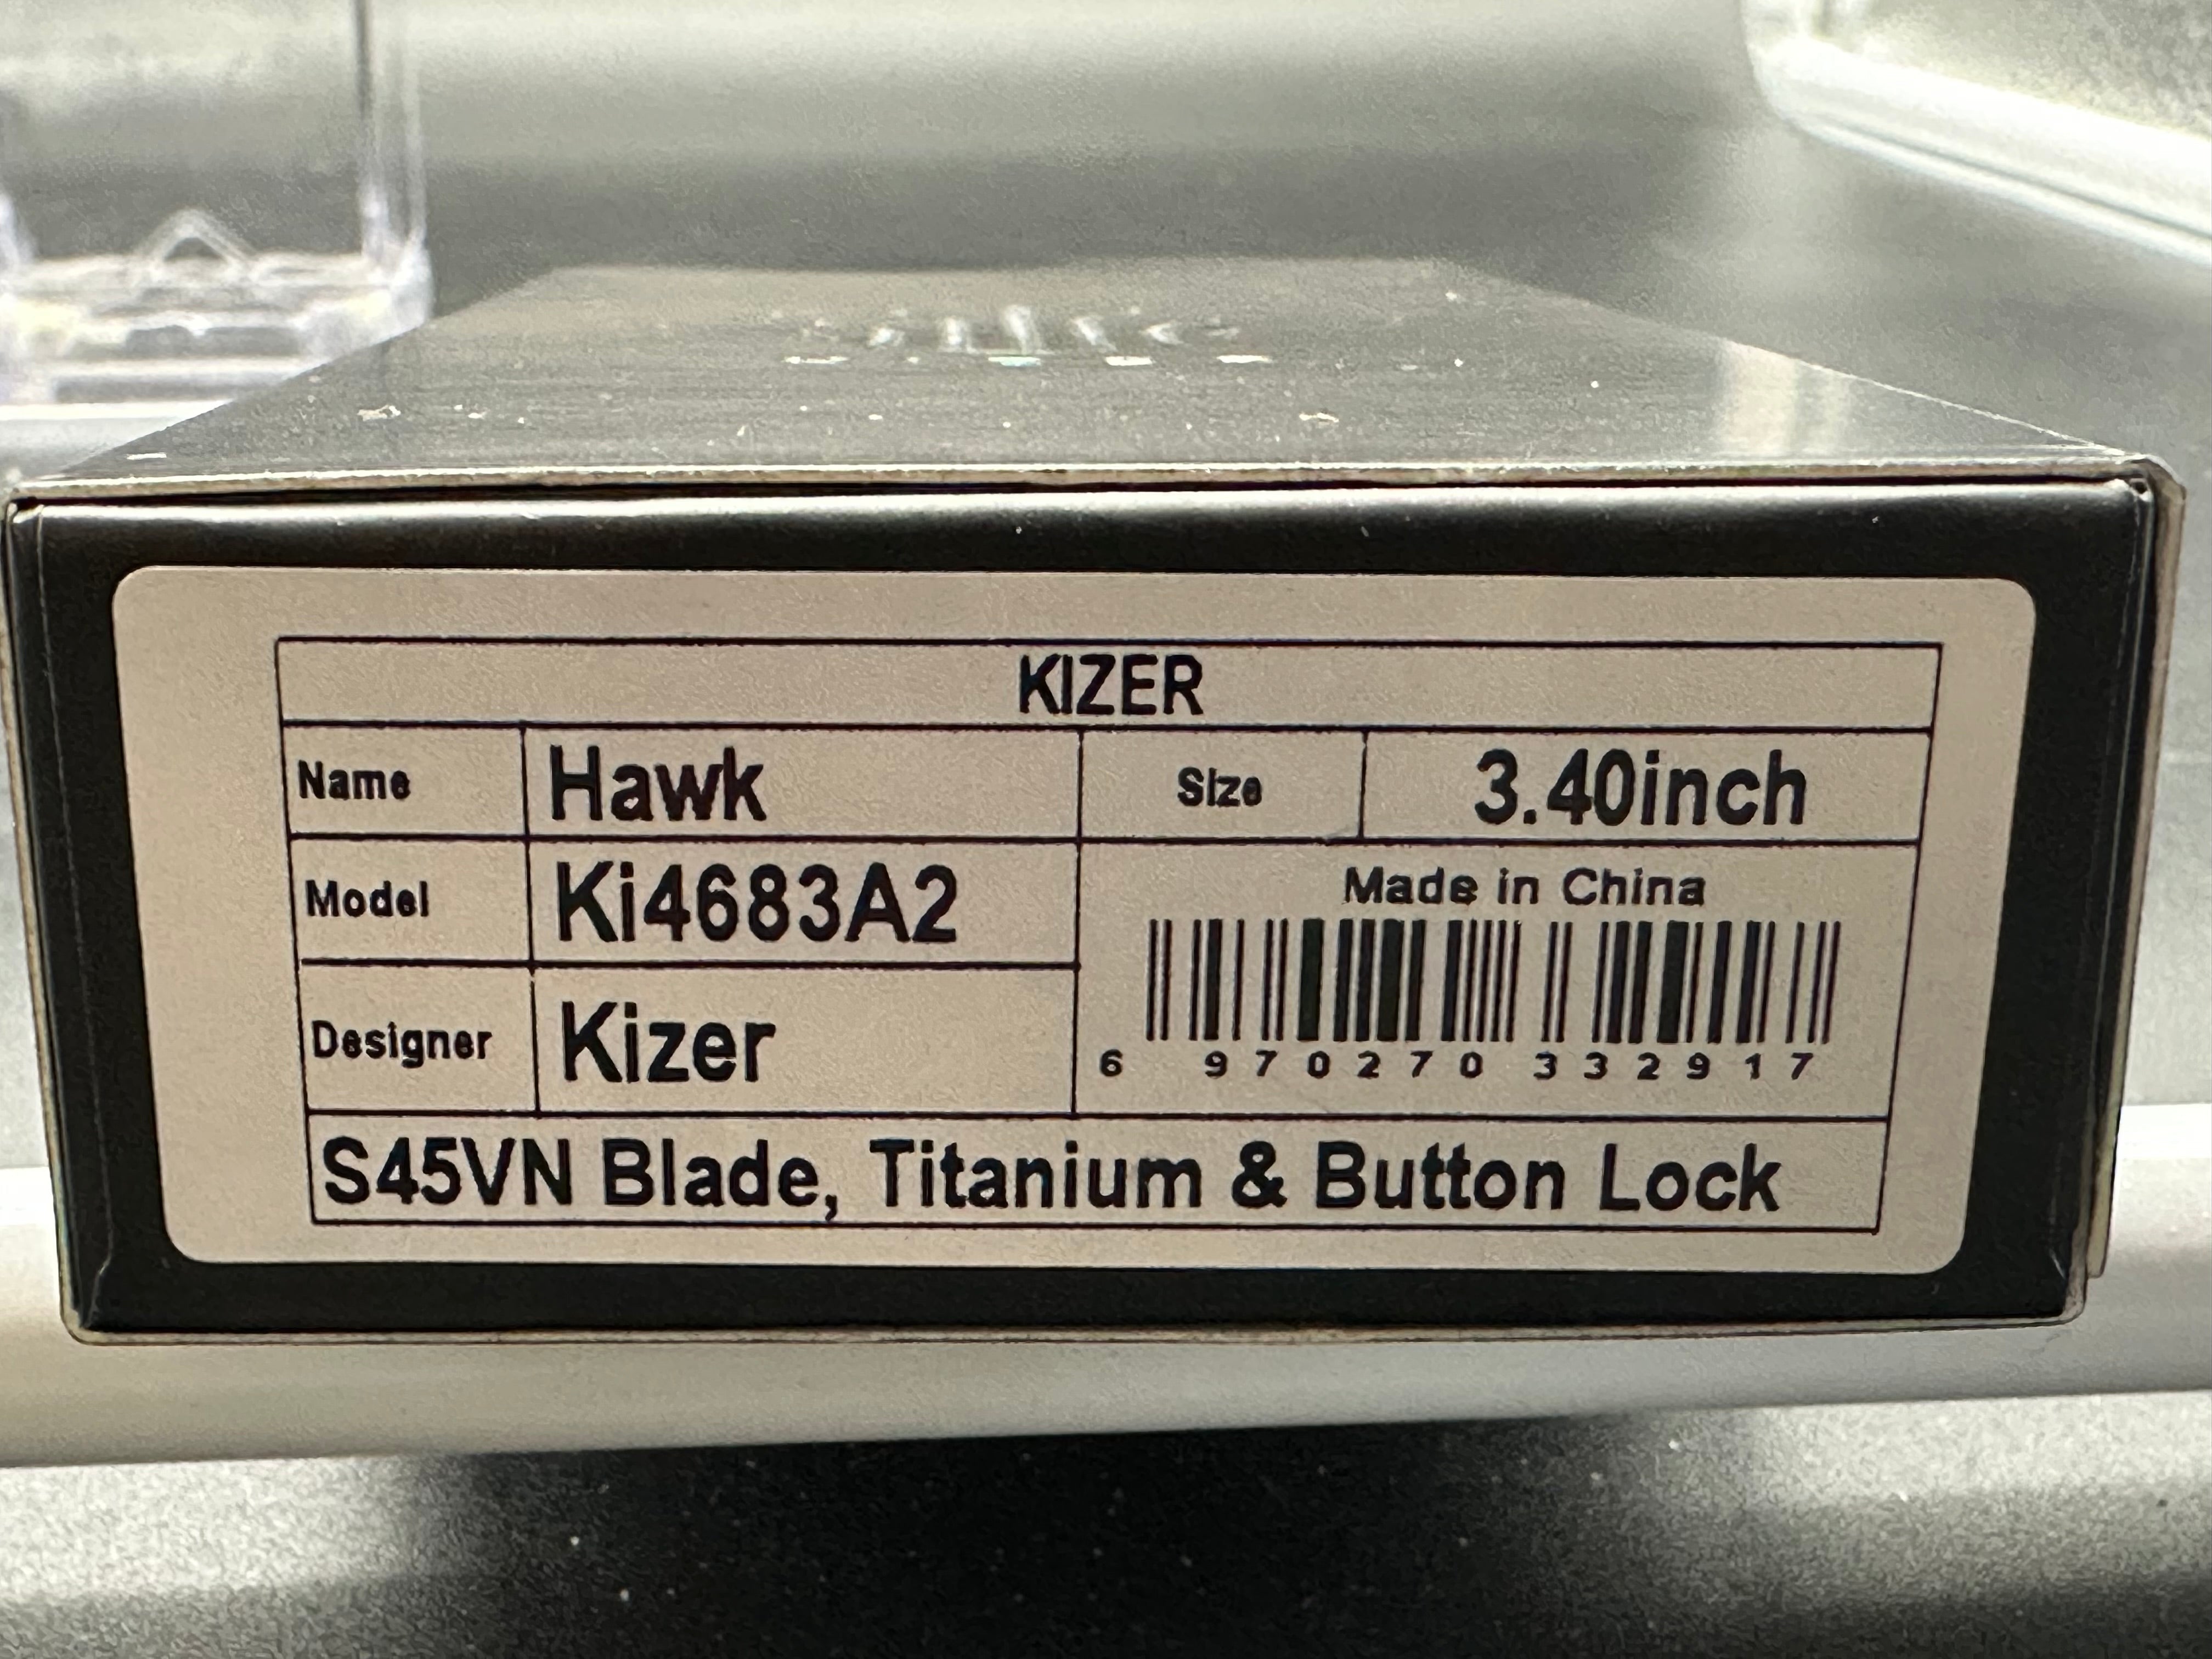 KIZER
Name Hawk Size 3.40inch
Model Ki4683A2
Made in China
6 970270 332917
Designer Kizer
S45VN Blade, Titanium & Button Lock